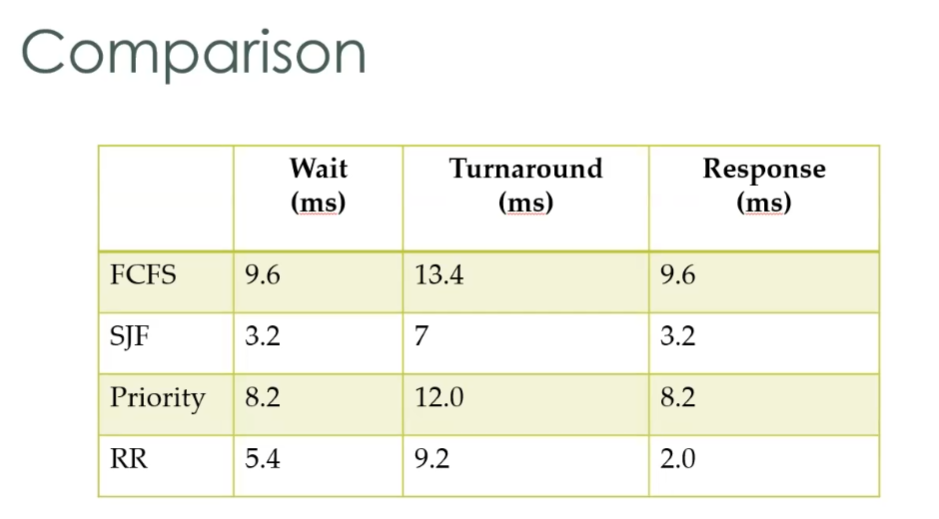 Comparison
Wait Turnaround Response
(ms) (ms) (ms)
FCFS 9.6 13.4 9.6
SJF 3.2 7 3.2
Priority 8.2 12.0 8.2
RR 5.4 9.2 2.0